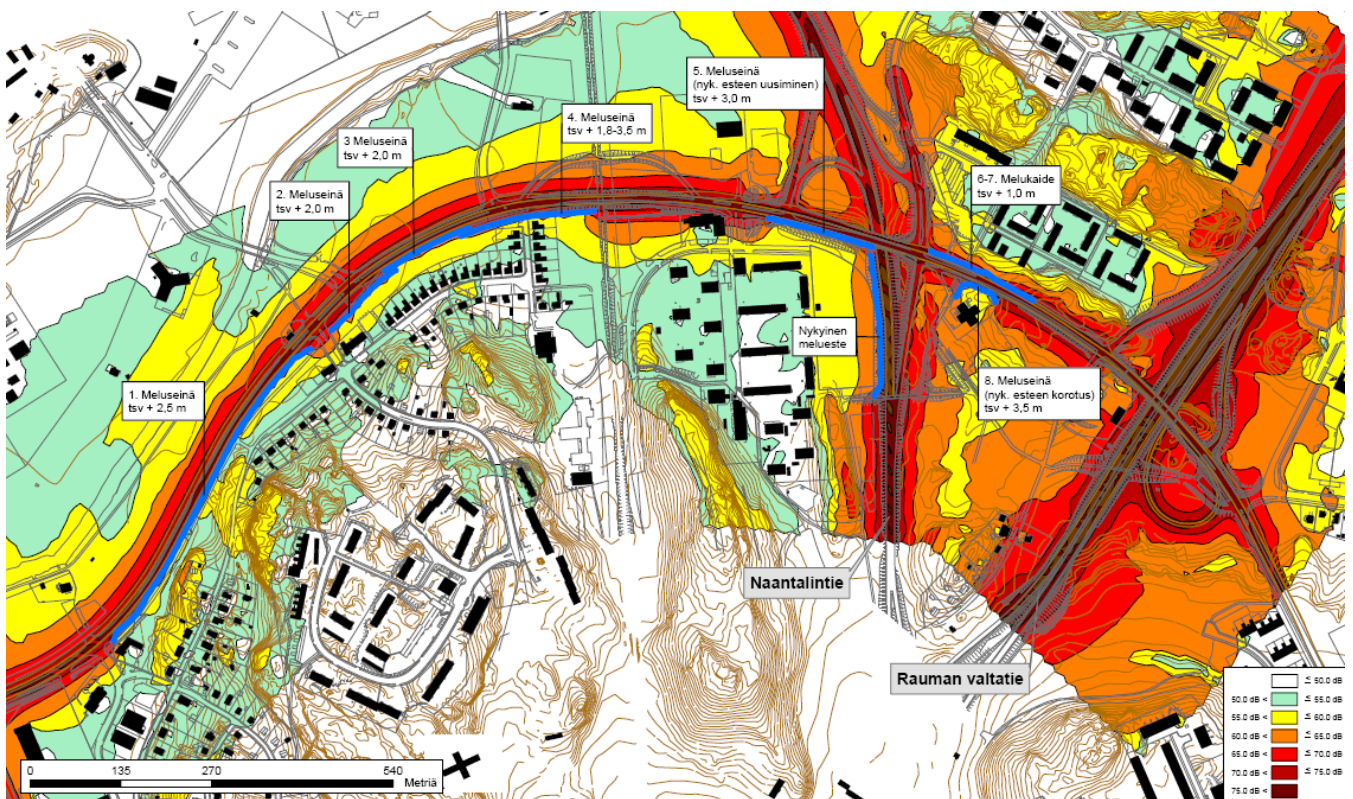 5. Meluseinä
(nyk. esteen uusiminen)
tsv + 3,0 m
4. Meluseinä
tsv + 1,8-3,5 m
3 Meluseinä
tsv + 2,0 m
6-7. Melukaide
tsv + 1,0 m
2. Meluseinä
tsv + 2,0 m
Nykyinen
melueste
1. Meluseinä
tsv + 2,5 m
8. Meluseinä
(nyk. esteen korotus)
tsv + 3,5 m
Naantalintie
Rauman valtatie
≤ 50.0 dB
50.0 dB < ≤ 55.0 dB
55.0 dB < ≤ 60.0 dB
60.0 dB < ≤ 65.0 dB
65.0 dB < ≤ 70.0 dB
70.0 dB < ≤ 75.0 dB
75.0 dB <
0 135 270 540
Metriä